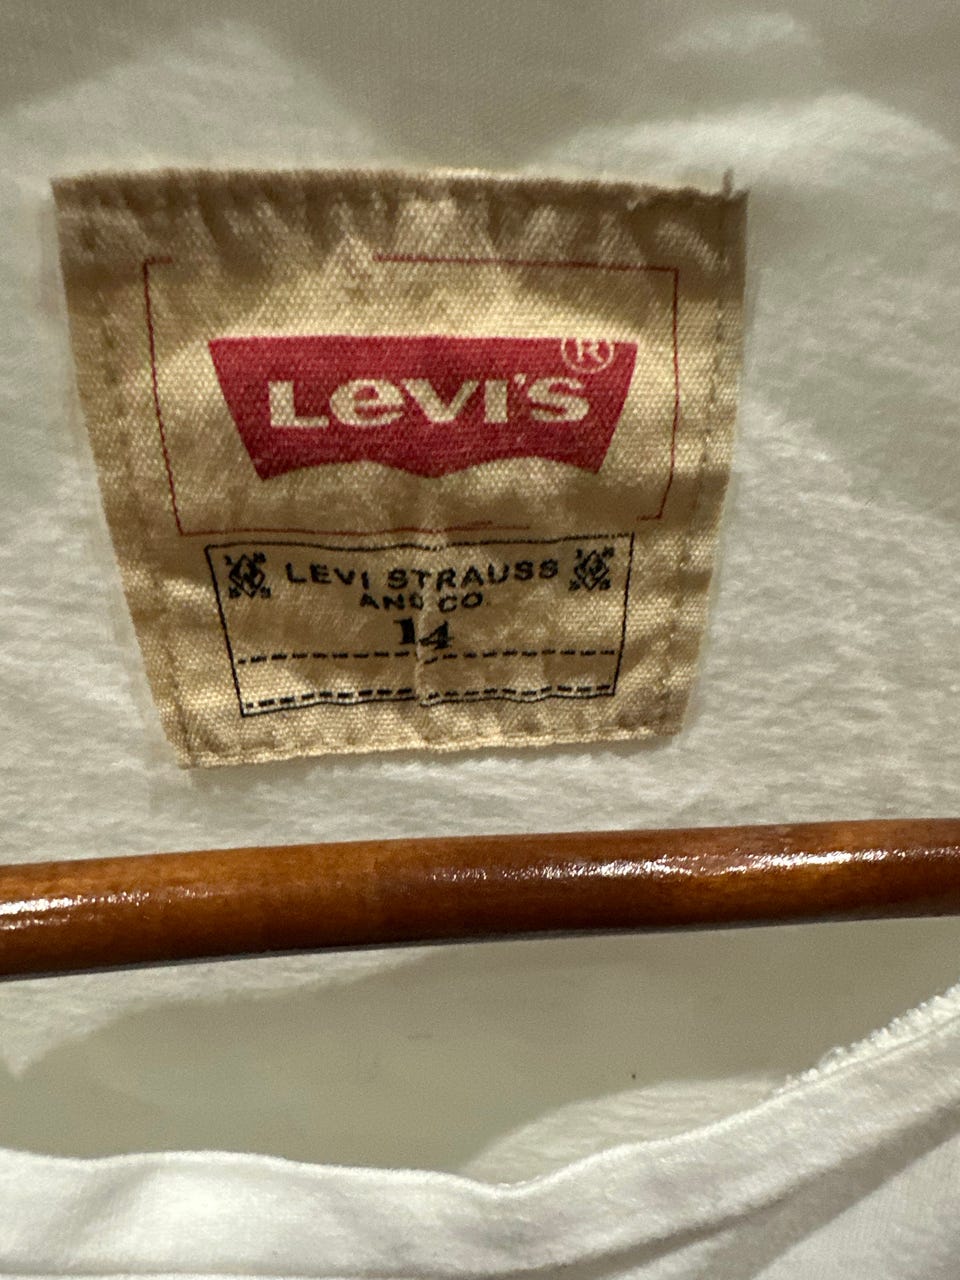 LEVI'S®
LEVI STRAUSS
AND CO.
14